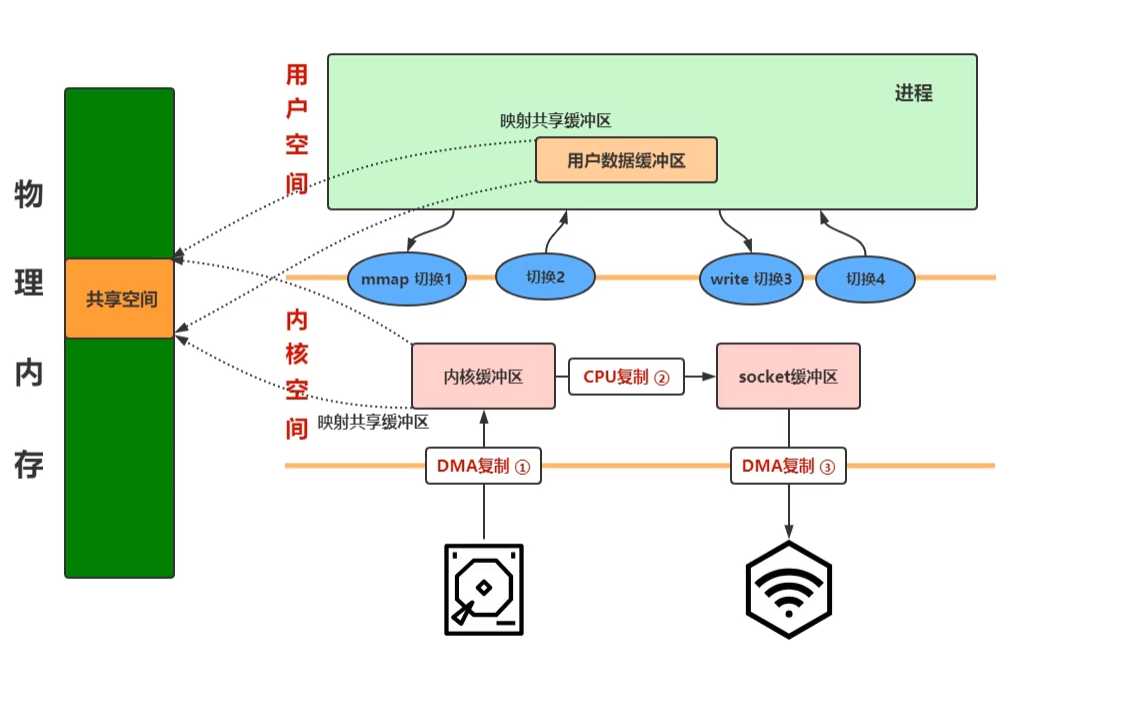 物理内存
共享空间
用户空间
进程
映射共享缓冲区
用户数据缓冲区
mmap 切换1
切换2
write 切换3
切换4
内核空间
内核缓冲区
CPU复制 ②
socket缓冲区
映射共享缓冲区
DMA复制 ①
DMA复制 ③